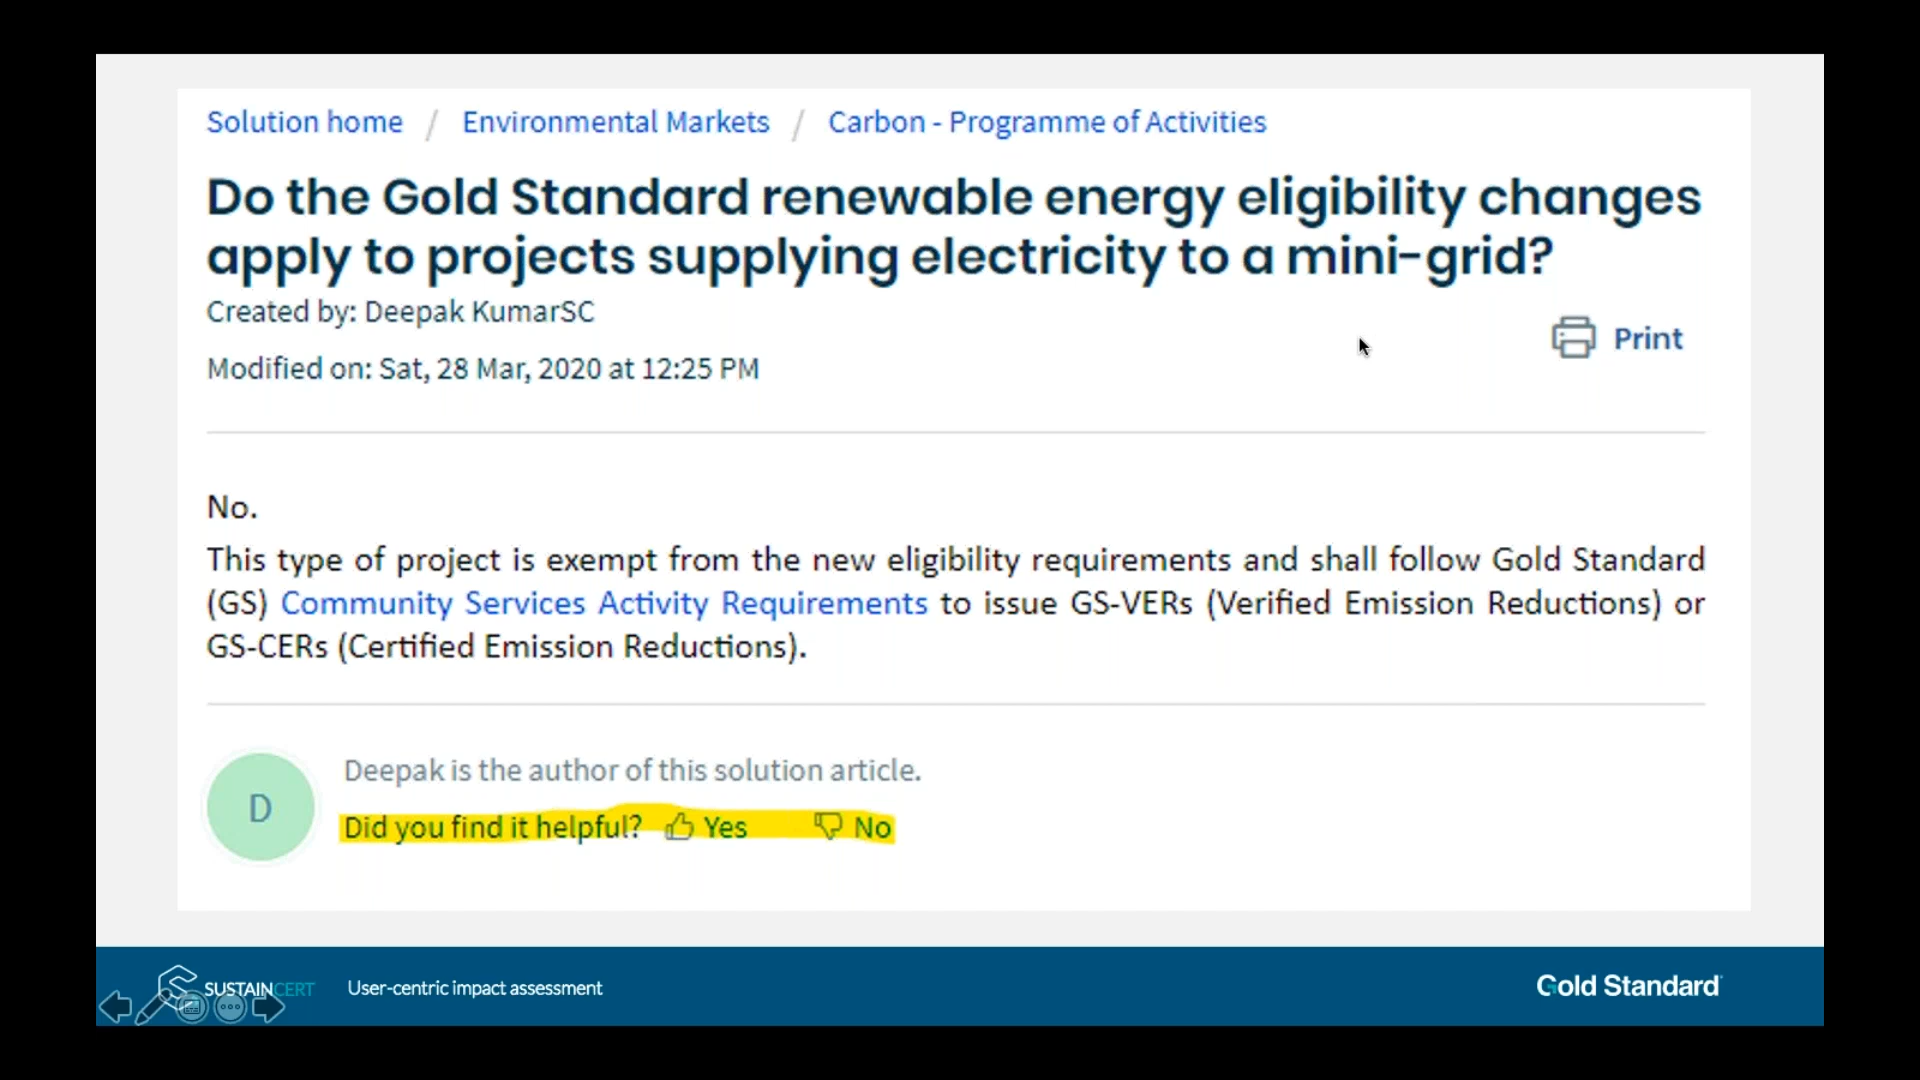 Solution home / Environmental Markets / Carbon - Programme of Activities
Do the Gold Standard renewable energy eligibility changes
apply to projects supplying electricity to a mini-grid?
Created by: Deepak KumarSC
Print
Modified on: Sat, 28 Mar, 2020 at 12:25 PM
No.
This type of project is exempt from the new eligibility requirements and shall follow Gold Standard
(GS) Community Services Activity Requirements to issue GS-VERs (Verified Emission Reductions) or
GS-CERs (Certified Emission Reductions).
D
Deepak is the author of this solution article.
Did you find it helpful? Yes No
SUSTAINCERT User-centric impact assessment Gold Standard